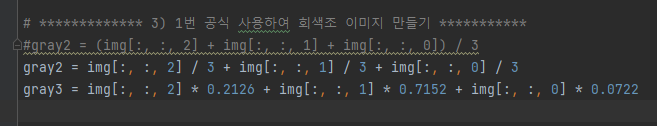 # ************* 3) 1번 공식 사용하여 회색조 이미지 만들기 ***********
#gray2 = (img[:, :, 2] + img[:, :, 1] + img[:, :, 0]) / 3
gray2 = img[:, :, 2] / 3 + img[:, :, 1] / 3 + img[:, :, 0] / 3
gray3 = img[:, :, 2] * 0.2126 + img[:, :, 1] * 0.7152 + img[:, :, 0] * 0.0722